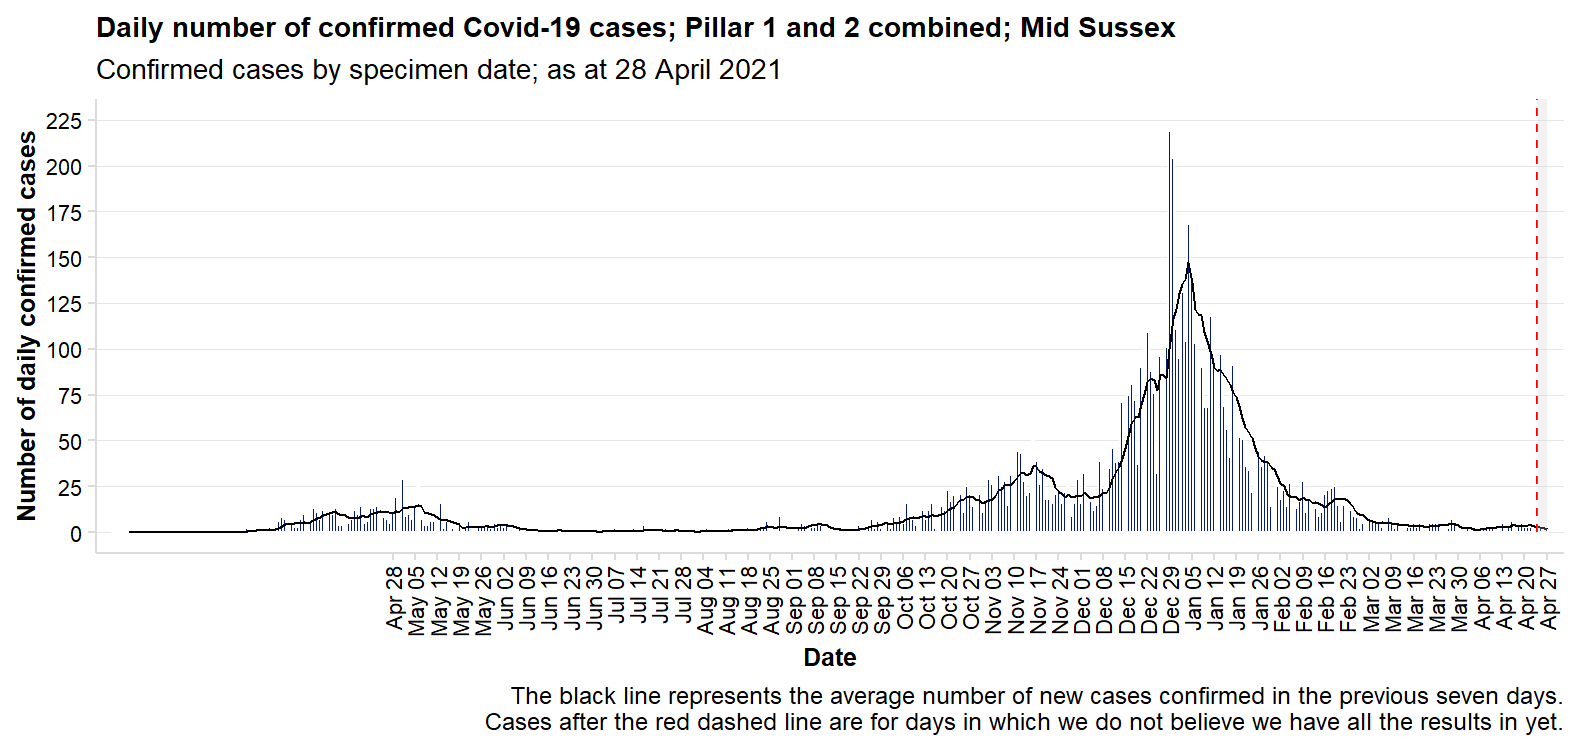 Daily number of confirmed Covid-19 cases; Pillar 1 and 2 combined; Mid Sussex
Confirmed cases by specimen date; as at 28 April 2021
Number of daily confirmed cases
225
200
175
150
125
100
75
50
25
0
Apr 28
May 05
May 12
May 19
May 26
Jun 02
Jun 09
Jun 16
Jun 23
Jun 30
Jul 07
Jul 14
Jul 21
Jul 28
Aug 04
Aug 11
Aug 18
Aug 25
Sep 01
Sep 08
Sep 15
Sep 22
Sep 29
Oct 06
Oct 13
Oct 20
Oct 27
Nov 03
Nov 10
Nov 17
Nov 24
Dec 01
Dec 08
Dec 15
Dec 22
Dec 29
Jan 05
Jan 12
Jan 19
Jan 26
Feb 02
Feb 09
Feb 16
Feb 23
Mar 02
Mar 09
Mar 16
Mar 23
Mar 30
Apr 06
Apr 13
Apr 20
Apr 27
Date
The black line represents the average number of new cases confirmed in the previous seven days.
Cases after the red dashed line are for days in which we do not believe we have all the results in yet.